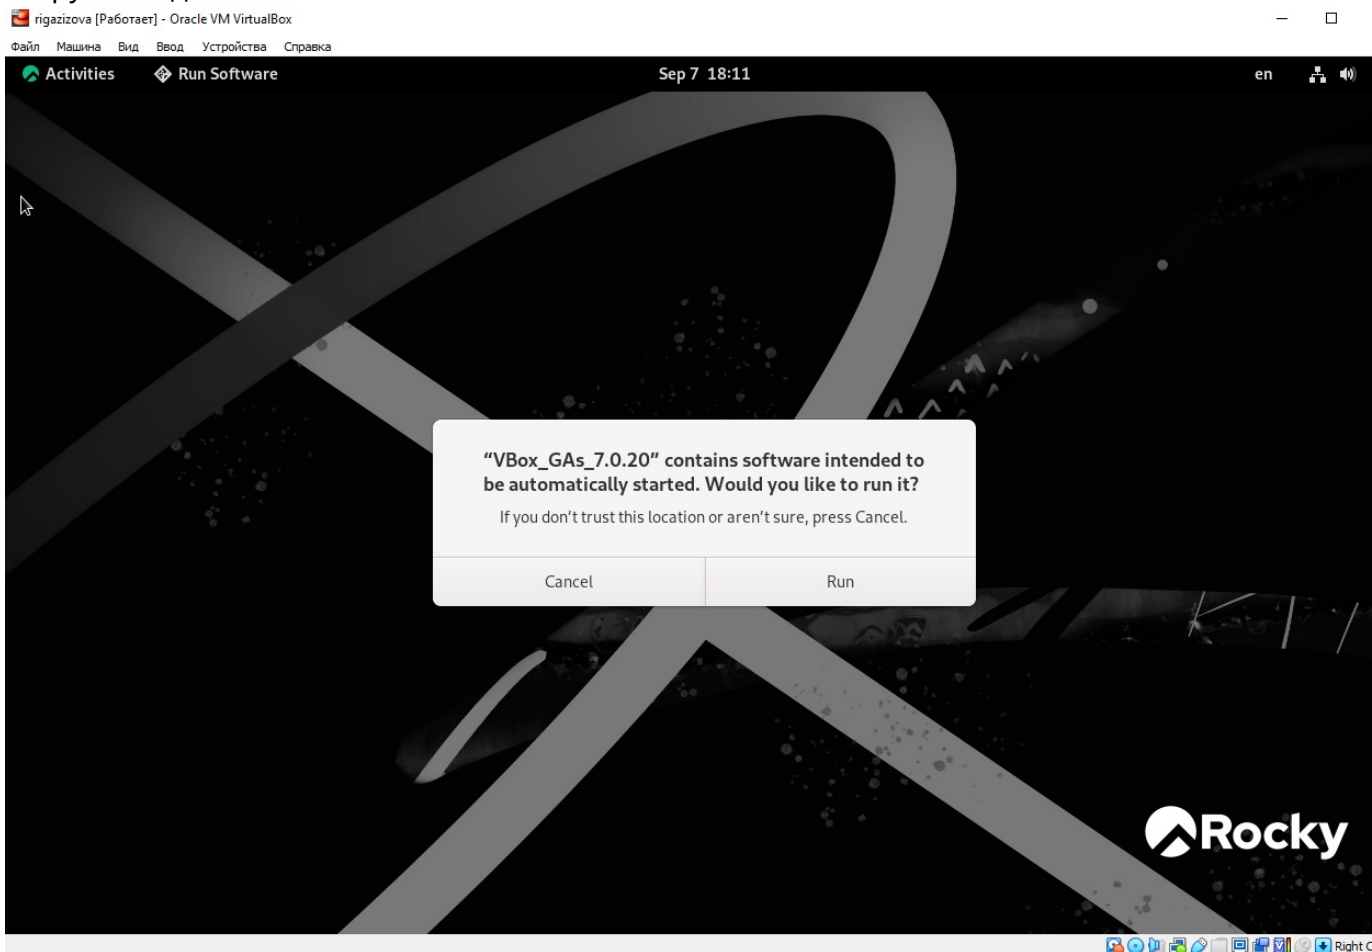 rigazizova [Работает] - Oracle VM VirtualBox
Файл Машина Вид Ввод Устройства Справка
Activities Run Software Sep 7 18:11 en
"VBox_GAs_7.0.20" contains software intended to
be automatically started. Would you like to run it?
If you don't trust this location or aren't sure, press Cancel.
Cancel Run
Rocky
Right C